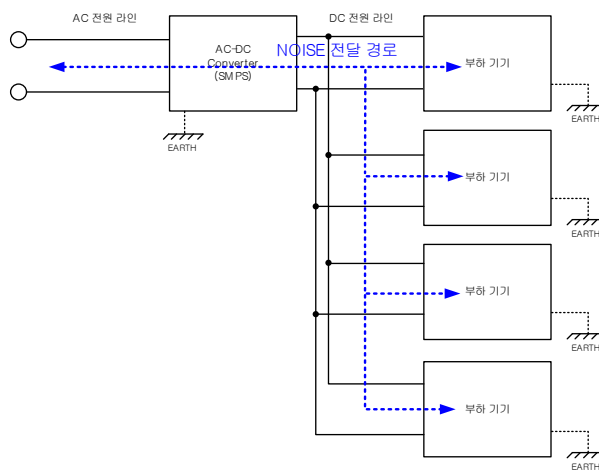 AC 전원 라인
DC 전원 라인
AC-DC
Converter
(SMPS)
NOISE 전달 경로
부하 기기
EARTH
EARTH
부하 기기
EARTH
부하 기기
EARTH
부하 기기
EARTH